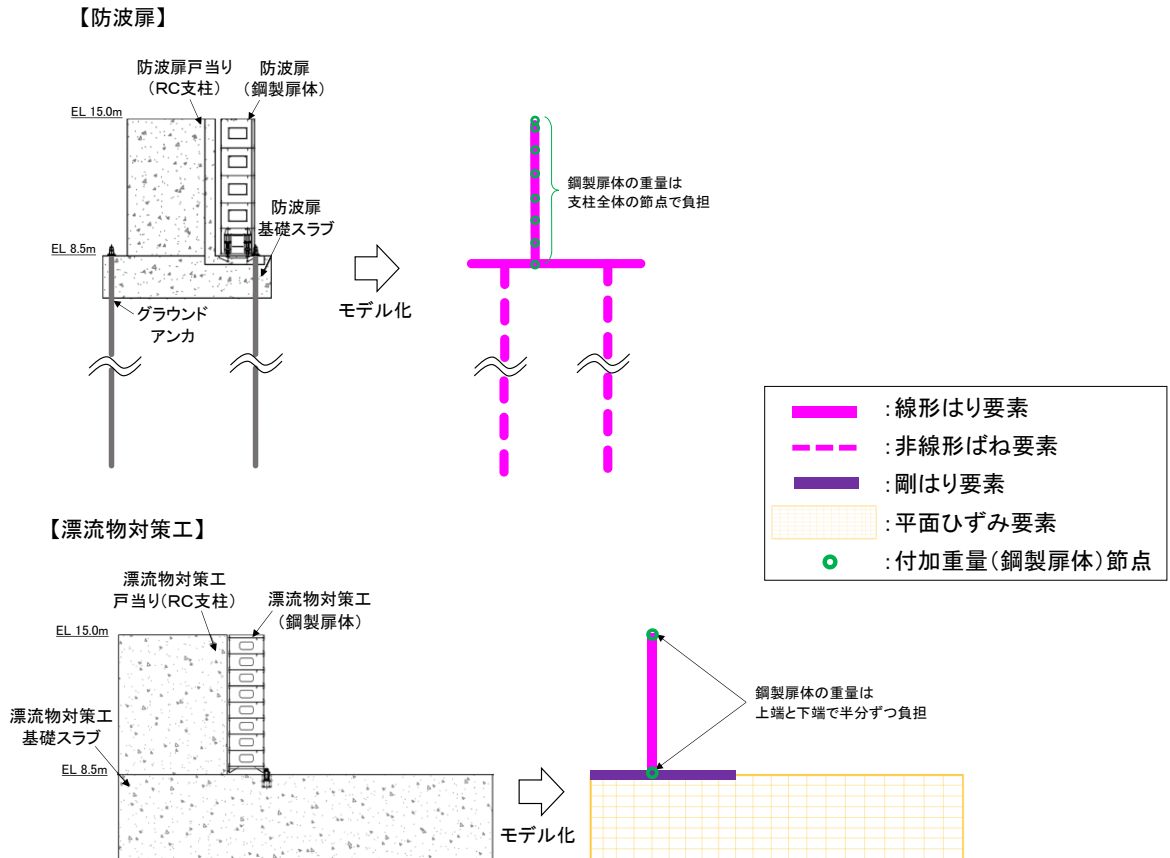 【防波扉】
防波扉戸当り
（RC支柱）
防波扉
（鋼製扉体）
EL 15.0m
防波扉
基礎スラブ
EL 8.5m
グラウンド
アンカ
モデル化
鋼製扉体の重量は
支柱全体の節点で負担
：線形はり要素
：非線形ばね要素
：剛はり要素
：平面ひずみ要素
：付加重量（鋼製扉体）節点
【漂流物対策工】
漂流物対策工
戸当り（RC支柱）
漂流物対策工
（鋼製扉体）
EL 15.0m
漂流物対策工
基礎スラブ
EL 8.5m
モデル化
鋼製扉体の重量は
上端と下端で半分ずつ負担